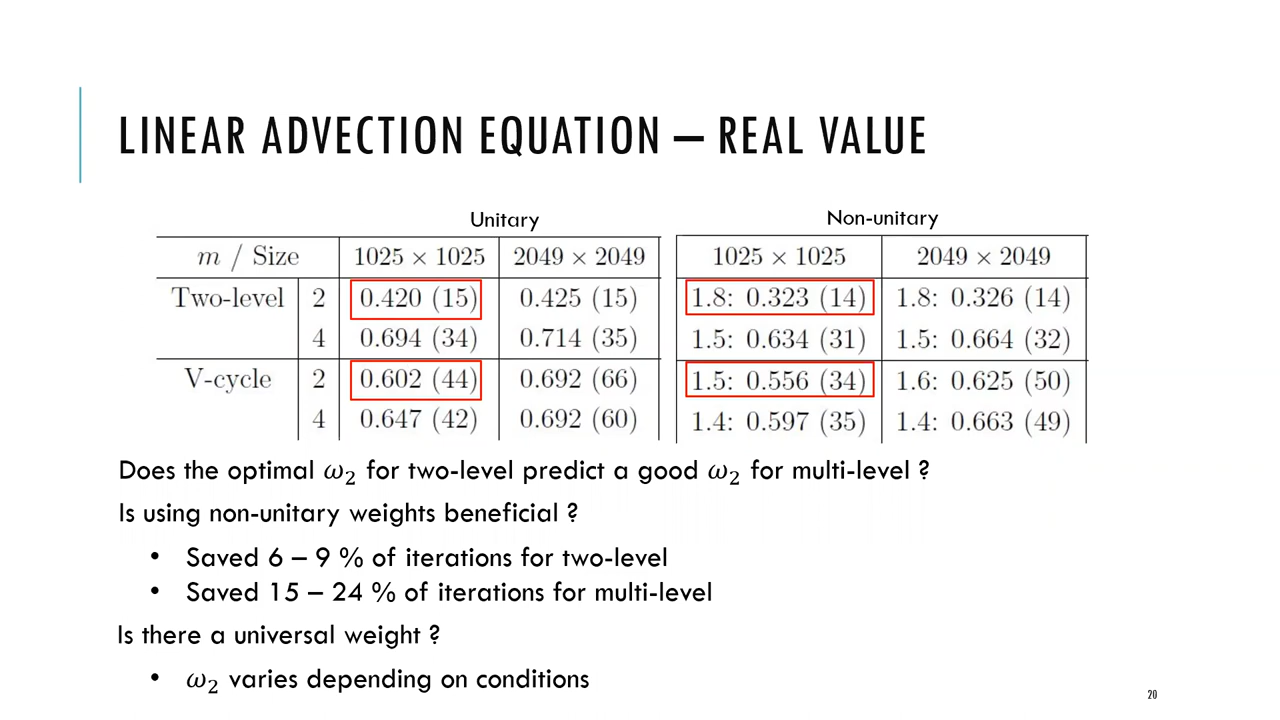 LINEAR ADVECTION EQUATION – REAL VALUE
Unitary Non-unitary
m / Size 1025 × 1025 2049 × 2049 1025 × 1025 2049 × 2049
Two-level 2 0.420 (15) 0.425 (15) 1.8: 0.323 (14) 1.8: 0.326 (14)
4 0.694 (34) 0.714 (35) 1.5: 0.634 (31) 1.5: 0.664 (32)
V-cycle 2 0.602 (44) 0.692 (66) 1.5: 0.556 (34) 1.6: 0.625 (50)
4 0.647 (42) 0.692 (60) 1.4: 0.597 (35) 1.4: 0.663 (49)
Does the optimal ω₂ for two-level predict a good ω₂ for multi-level ?
Is using non-unitary weights beneficial ?
• Saved 6 – 9 % of iterations for two-level
• Saved 15 – 24 % of iterations for multi-level
Is there a universal weight ?
• ω₂ varies depending on conditions
20